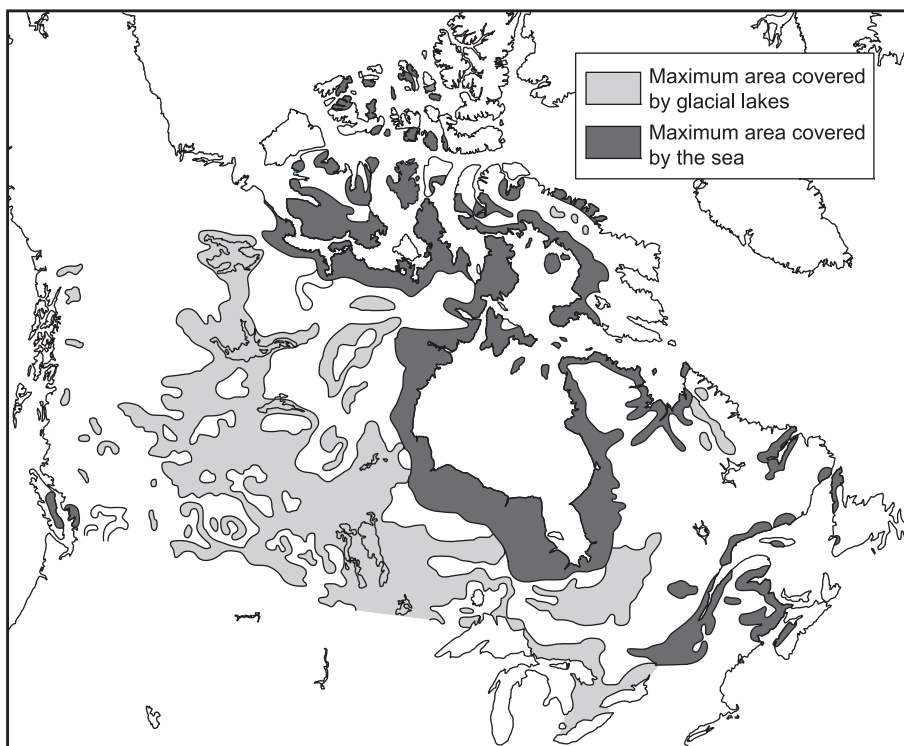 Maximum area covered
by glacial lakes
Maximum area covered
by the sea